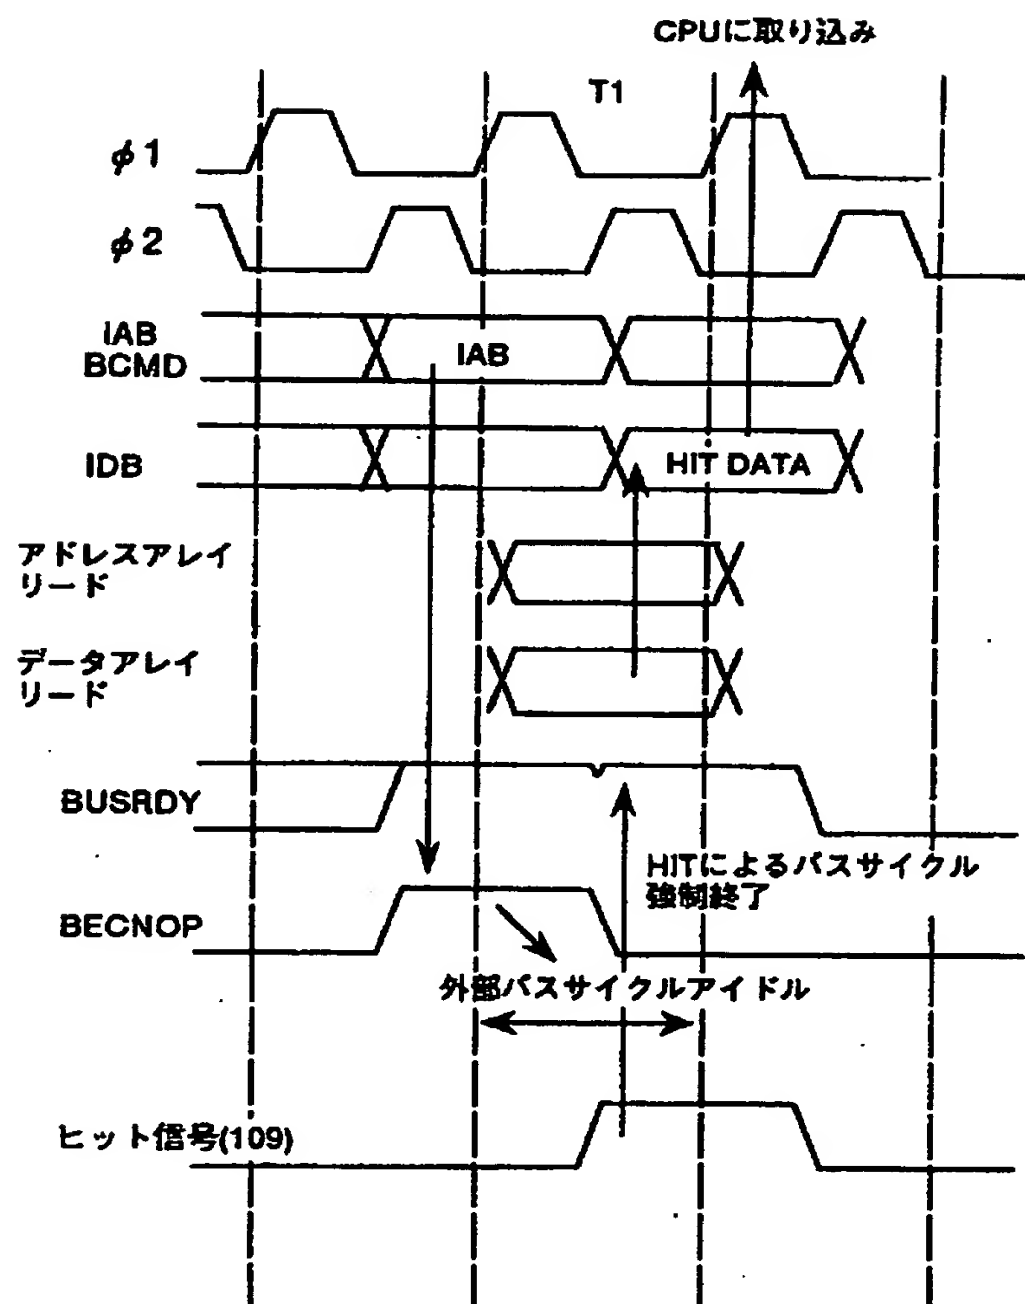 CPUに取り込み
T1
φ1
φ2
IAB
BCMD
IAB
IDB
HIT DATA
アドレスアレイ
リード
データアレイ
リード
BUSRDY
HITによるバスサイクル
強制終了
BECNOP
外部バスサイクルアイドル
ヒット信号(109)